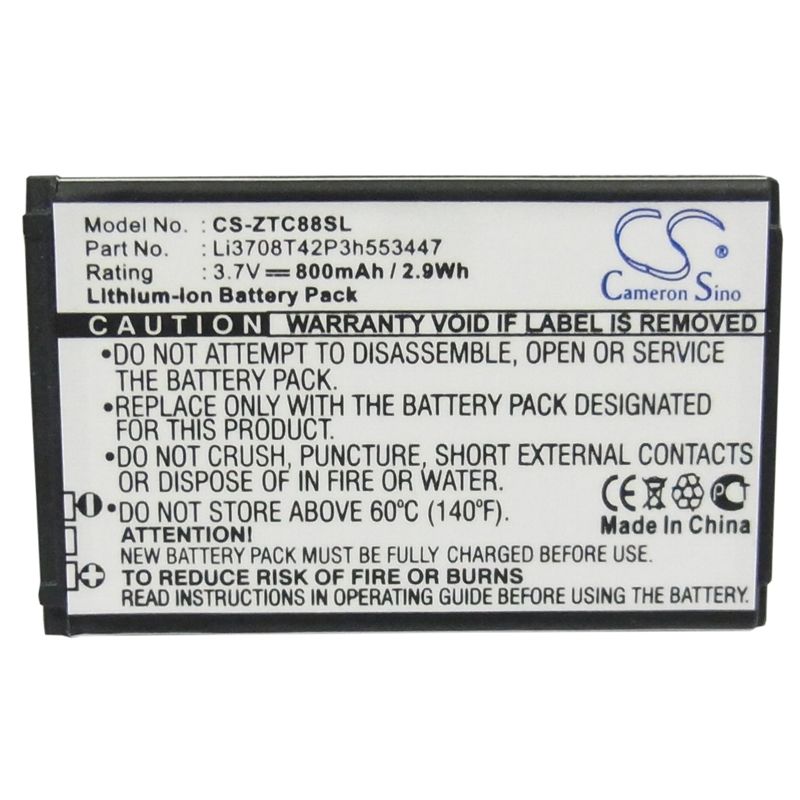 Model No. : CS-ZTC88SL
Part No. : Li3708T42P3h553447
Rating : 3.7V ⎓ 800mAh / 2.9Wh
Lithium-Ion Battery Pack
CS
Cameron Sino
CAUTION WARRANTY VOID IF LABEL IS REMOVED
•DO NOT ATTEMPT TO DISASSEMBLE, OPEN OR SERVICE
THE BATTERY PACK.
•REPLACE ONLY WITH THE BATTERY PACK DESIGNATED
FOR THIS EQUIPMENT.
•DO NOT CRUSH, PUNCTURE, SHORT EXTERNAL CONTACTS
OR DISPOSE OF IN FIRE OR WATER.
•DO NOT STORE ABOVE 60°C (140°F).
CE
Made In China
ATTENTION!
NEW BATTERY PACK MUST BE FULLY CHARGED BEFORE USE.
TO REDUCE RISK OF FIRE OR BURNS
READ INSTRUCTIONS IN OPERATING GUIDE BEFORE USE THE BATTERY.